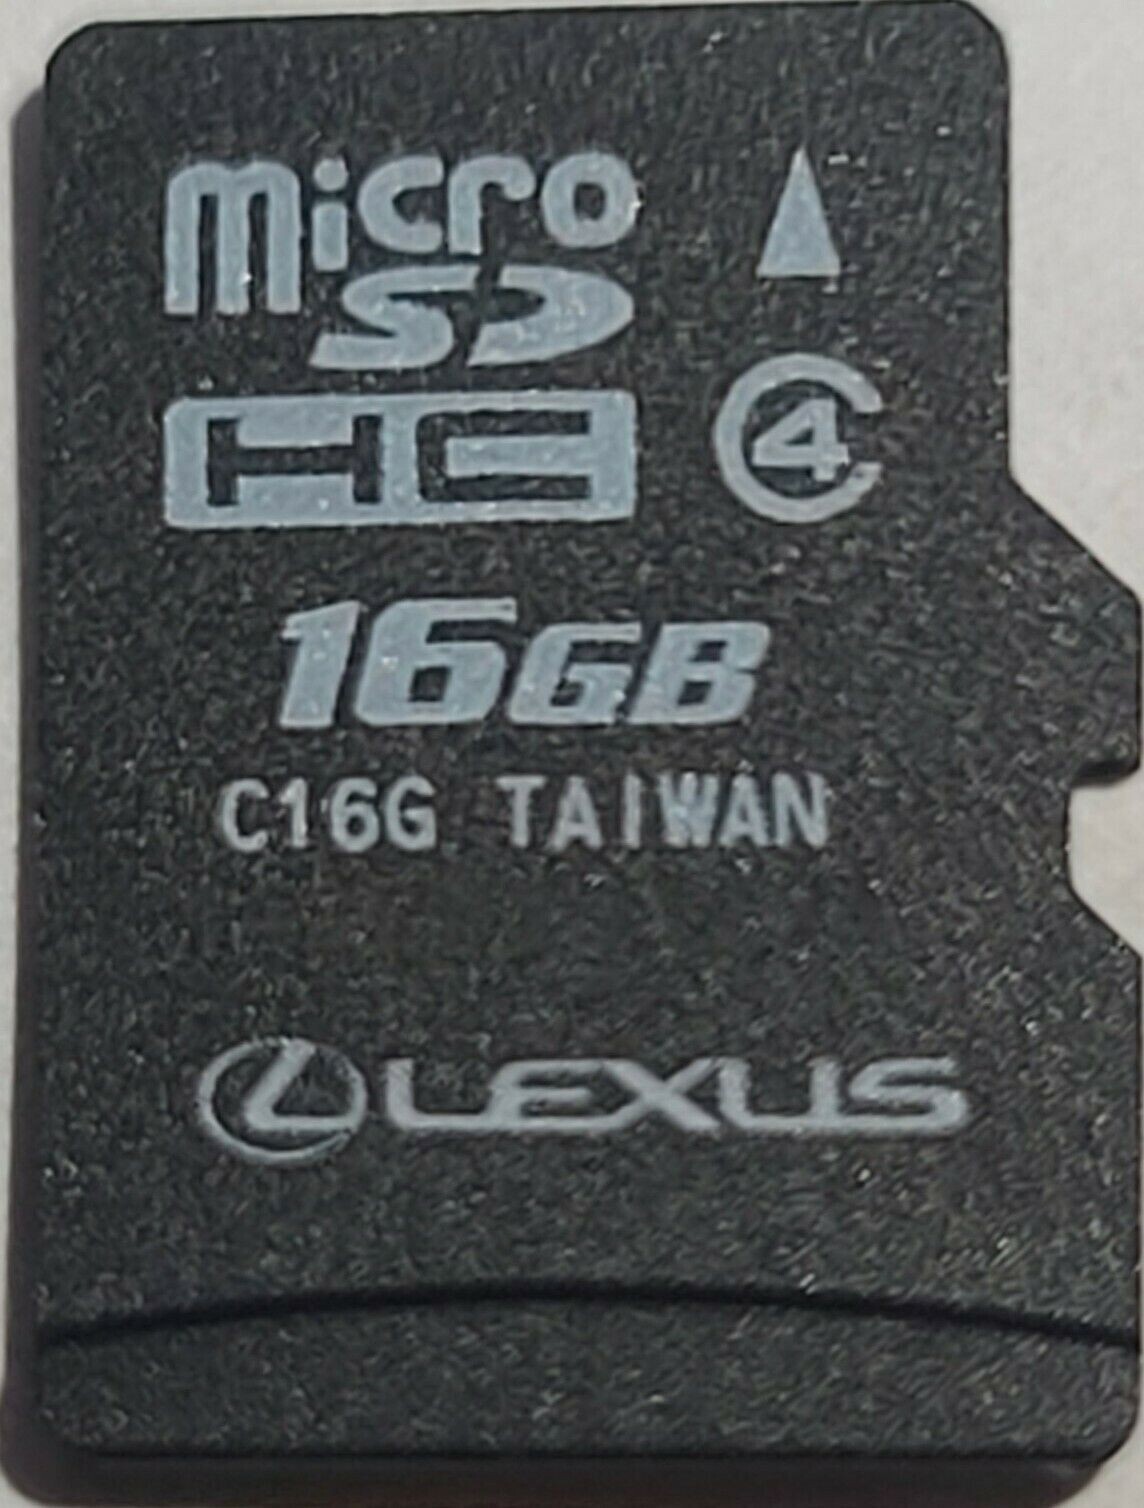 micro
SD
HC
4
16GB
C16G TAIWAN
LEXUS